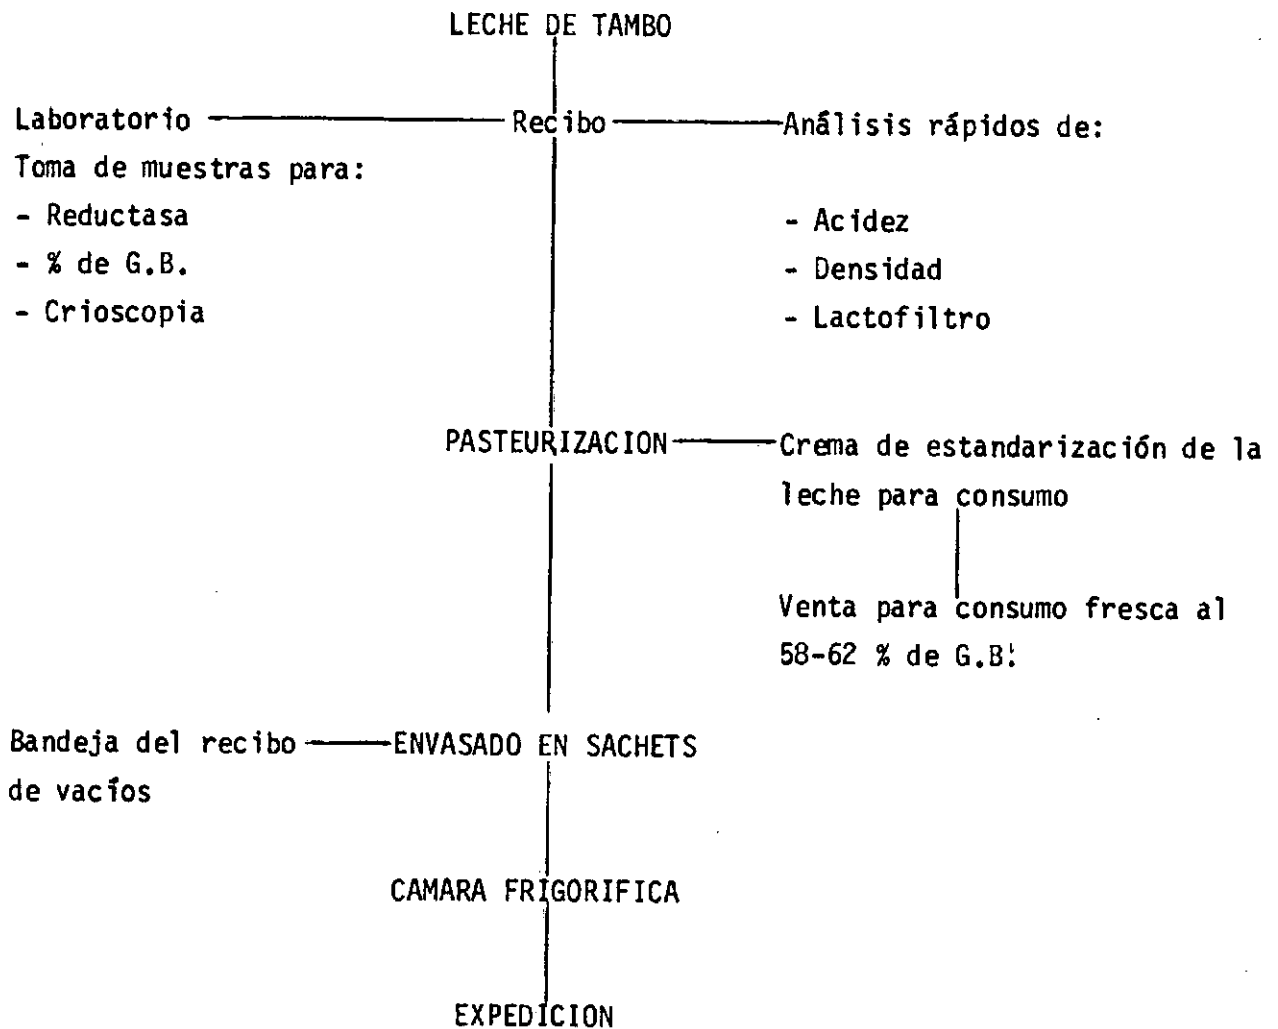 LECHE DE TAMBO
Laboratorio Recibo Análisis rápidos de:
Toma de muestras para:
- Reductasa
- % de G.B.
- Crioscopia
- Acidez
- Densidad
- Lactofiltro
PASTEURIZACION Crema de estandarización de la
leche para consumo
Venta para consumo fresca al
58-62 % de G.B.
Bandeja del recibo ENVASADO EN SACHETS
de vacíos
CAMARA FRIGORIFICA
EXPEDICION